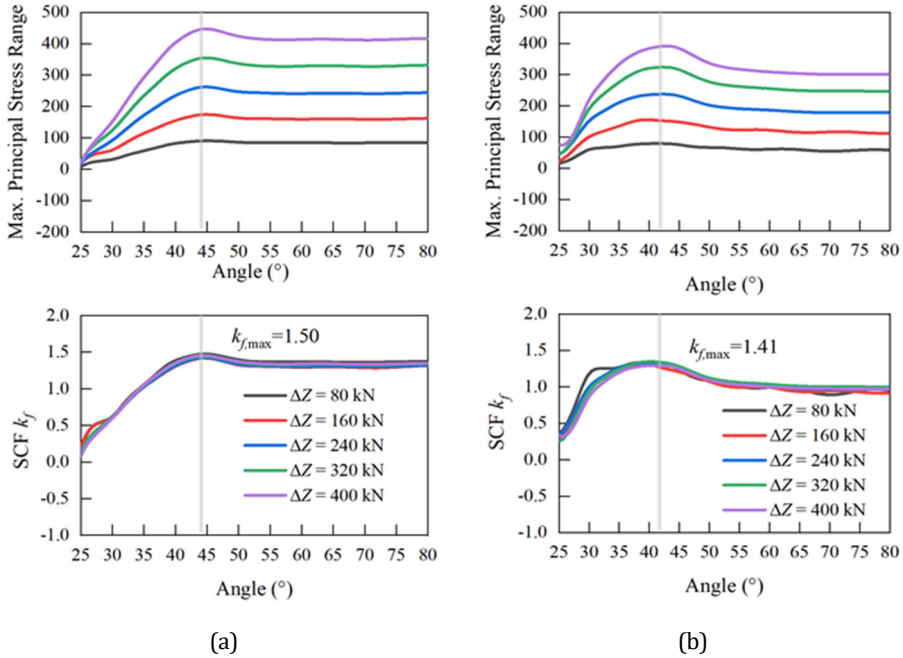 Max. Principal Stress Range
500
400
300
200
100
0
-100
-200
25 30 35 40 45 50 55 60 65 70 75 80
Angle (°)
Max. Principal Stress Range
500
400
300
200
100
0
-100
-200
25 30 35 40 45 50 55 60 65 70 75 80
Angle (°)
SCF kf
2.0
1.5
1.0
0.5
0.0
-0.5
-1.0
kf,max=1.50
ΔZ = 80 kN
ΔZ = 160 kN
ΔZ = 240 kN
ΔZ = 320 kN
ΔZ = 400 kN
25 30 35 40 45 50 55 60 65 70 75 80
Angle (°)
SCF kf
2.0
1.5
1.0
0.5
0.0
-0.5
-1.0
kf,max=1.41
ΔZ = 80 kN
ΔZ = 160 kN
ΔZ = 240 kN
ΔZ = 320 kN
ΔZ = 400 kN
25 30 35 40 45 50 55 60 65 70 75 80
Angle (°)
(a)
(b)